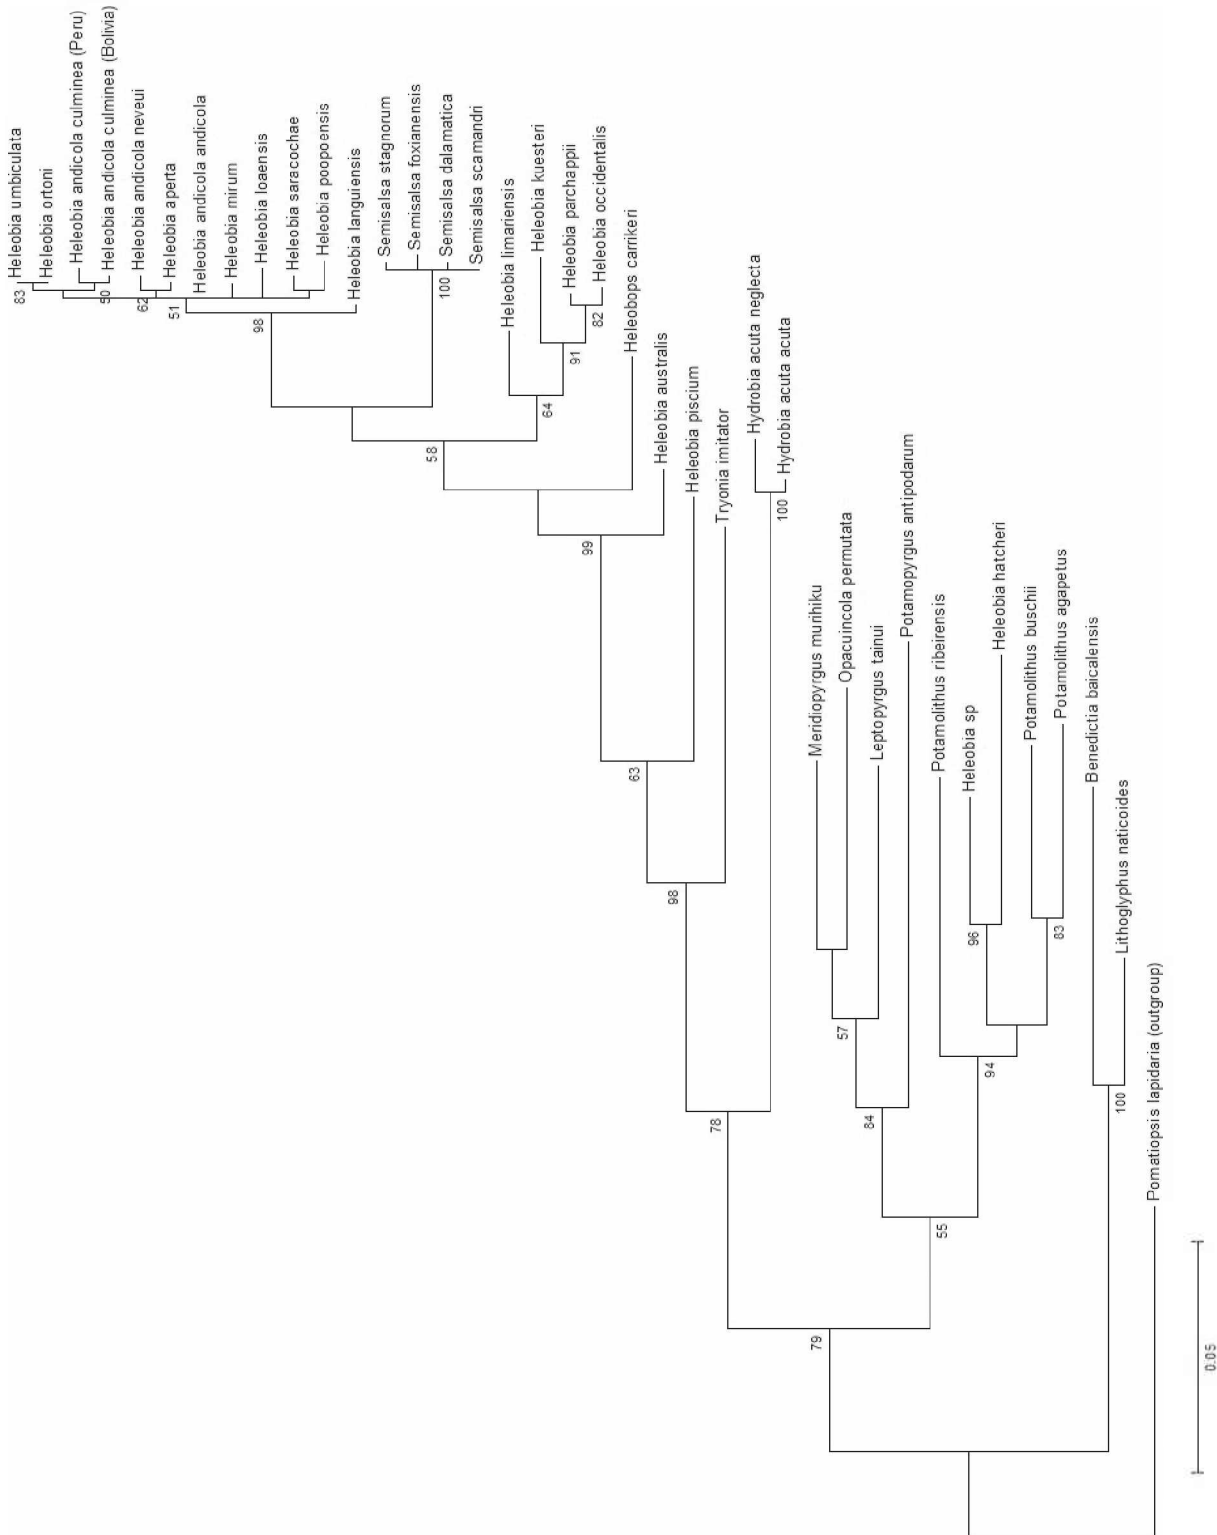 Heleobia umbiculata
83
Heleobia ortoni
Heleobia andicola culminea (Peru)
50
Heleobia andicola culminea (Bolivia)
62
Heleobia andicola neveui
Heleobia aperta
51
Heleobia andicola andicola
Heleobia mirum
Heleobia loaensis
Heleobia saracochae
Heleobia poopoensis
98
Heleobia languiensis
Semisalsa stagnorum
Semisalsa foxianensis
100
Semisalsa dalamatica
Semisalsa scamandri
58
Heleobia limariensis
64
Heleobia kuesteri
91
Heleobia parchappii
82
Heleobia occidentalis
Heleobops carrikeri
99
Heleobia australis
63
Heleobia piscium
98
Tryonia imitator
78
Hydrobia acuta neglecta
100
Hydrobia acuta acuta
79
Meridiopyrgus murihiku
Opacuincola permutata
57
Leptopyrgus tainui
84
Potamopyrgus antipodarum
55
Potamolithus ribeirensis
94
Heleobia sp
96
Heleobia hatcheri
Potamolithus buschii
83
Potamolithus agapetus
Benedictia baicalensis
100
Lithoglyphus naticoides
Pomatiopsis lapidaria (outgroup)
0.05